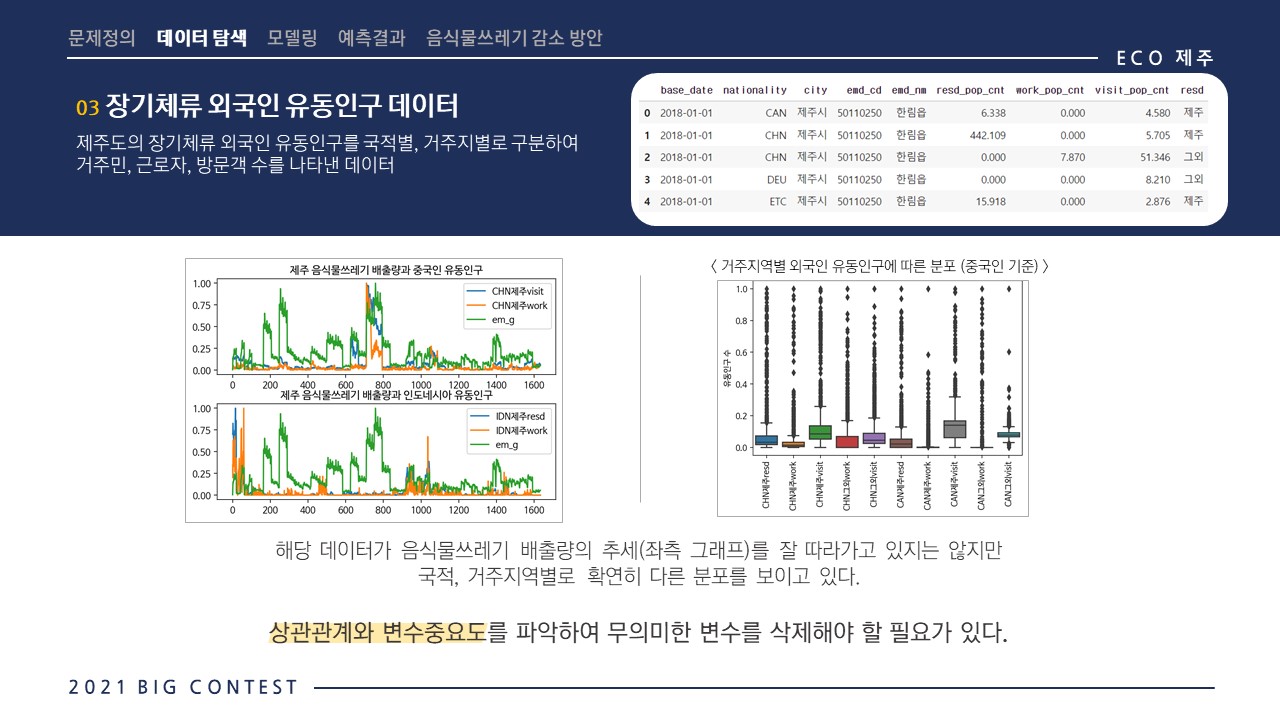 문제정의 데이터 탐색 모델링 예측결과 음식물쓰레기 감소 방안
ECO 제주
03 장기체류 외국인 유동인구 데이터
제주도의 장기체류 외국인 유동인구를 국적별, 거주지별로 구분하여
거주민, 근로자, 방문객 수를 나타낸 데이터
base_date nationality city emd_cd emd_nm resd_pop_cnt work_pop_cnt visit_pop_cnt resd
0 2018-01-01 CAN 제주시 50110250 한림읍 6.338 0.000 4.580 제주
1 2018-01-01 CHN 제주시 50110250 한림읍 442.109 0.000 5.705 제주
2 2018-01-01 CHN 제주시 50110250 한림읍 0.000 7.870 51.346 그외
3 2018-01-01 DEU 제주시 50110250 한림읍 0.000 0.000 8.210 그외
4 2018-01-01 ETC 제주시 50110250 한림읍 15.918 0.000 2.876 제주
제주 음식물쓰레기 배출량과 중국인 유동인구
1.00
0.75
0.50
0.25
0.00
CHN제주visit
CHN제주work
em_g
0 200 400 600 800 1000 1200 1400 1600
제주 음식물쓰레기 배출량과 인도네시아 유동인구
1.00
0.75
0.50
0.25
0.00
IDN제주resd
IDN제주work
em_g
0 200 400 600 800 1000 1200 1400 1600
〈 거주지역별 외국인 유동인구에 따른 분포 (중국인 기준) 〉
유동인구 수
1.0
0.8
0.6
0.4
0.2
0.0
CHN제주resd
CHN제주work
CHN제주visit
CHN그외work
CHN그외visit
CAN제주resd
CAN제주work
CAN제주visit
CAN그외work
CAN그외visit
해당 데이터가 음식물쓰레기 배출량의 추세(좌측 그래프)를 잘 따라가고 있지는 않지만
국적, 거주지역별로 확연히 다른 분포를 보이고 있다.
상관관계와 변수중요도를 파악하여 무의미한 변수를 삭제해야 할 필요가 있다.
2021 BIG CONTEST